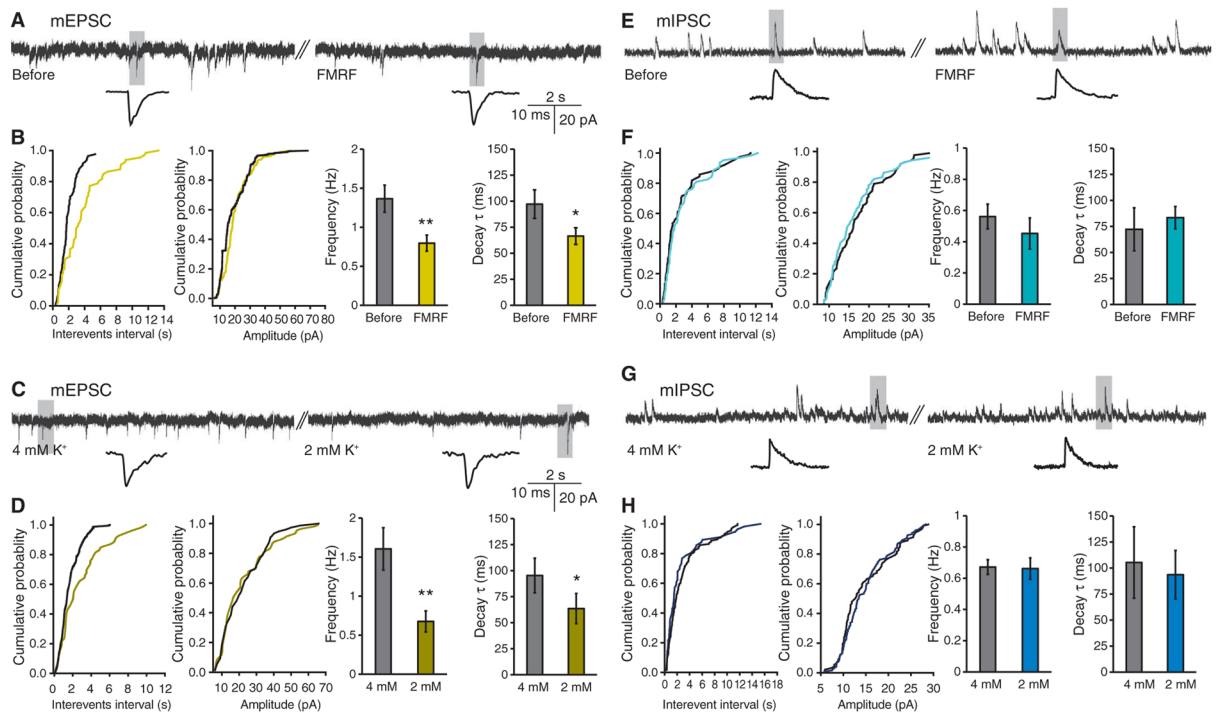 A mEPSC
Before
FMRF
2 s
10 ms 20 pA
B
Cumulative probablity
1.0
0.8
0.6
0.4
0.2
0.0
0 2 4 6 8 10 12 14
Interevents interval (s)
Cumulative probablity
1.0
0.8
0.6
0.4
0.2
0.0
10 20 30 40 50 60 70 80
Amplitude (pA)
Frequency (Hz)
2
1.5
1
0.5
0
**
Before FMRF
Decay τ (ms)
150
125
100
75
50
25
0
*
Before FMRF
C mEPSC
4 mM K+
2 mM K+
2 s
10 ms 20 pA
D
Cumulative probablity
1.0
0.8
0.6
0.4
0.2
0.0
0 2 4 6 8 10 12
Interevents interval (s)
Cumulative probablity
1.0
0.8
0.6
0.4
0.2
0.0
10 20 30 40 50 60 70
Amplitude (pA)
Frequency (Hz)
2
1.5
1
0.5
0
**
4 mM 2 mM
Decay τ (ms)
150
125
100
75
50
25
0
*
4 mM 2 mM
E mIPSC
Before
FMRF
F
Cumulative probablity
1.0
0.8
0.6
0.4
0.2
0.0
0 2 4 6 8 10 12 14
Interevent interval (s)
Cumulative probablity
1.0
0.8
0.6
0.4
0.2
0.0
10 15 20 25 30 35
Amplitude (pA)
Frequency (Hz)
1
0.8
0.6
0.4
0.2
0
Before FMRF
Decay τ (ms)
150
125
100
75
50
25
0
Before FMRF
G mIPSC
4 mM K+
2 mM K+
H
Cumulative probablity
1.0
0.8
0.6
0.4
0.2
0.0
0 2 4 6 8 10 12 14 16 18
Interevent interval (s)
Cumulative probablity
1.0
0.8
0.6
0.4
0.2
0.0
5 10 15 20 25 30
Amplitude (pA)
Frequency (Hz)
1
0.8
0.6
0.4
0.2
0
4 mM 2 mM
Decay τ (ms)
150
125
100
75
50
25
0
4 mM 2 mM